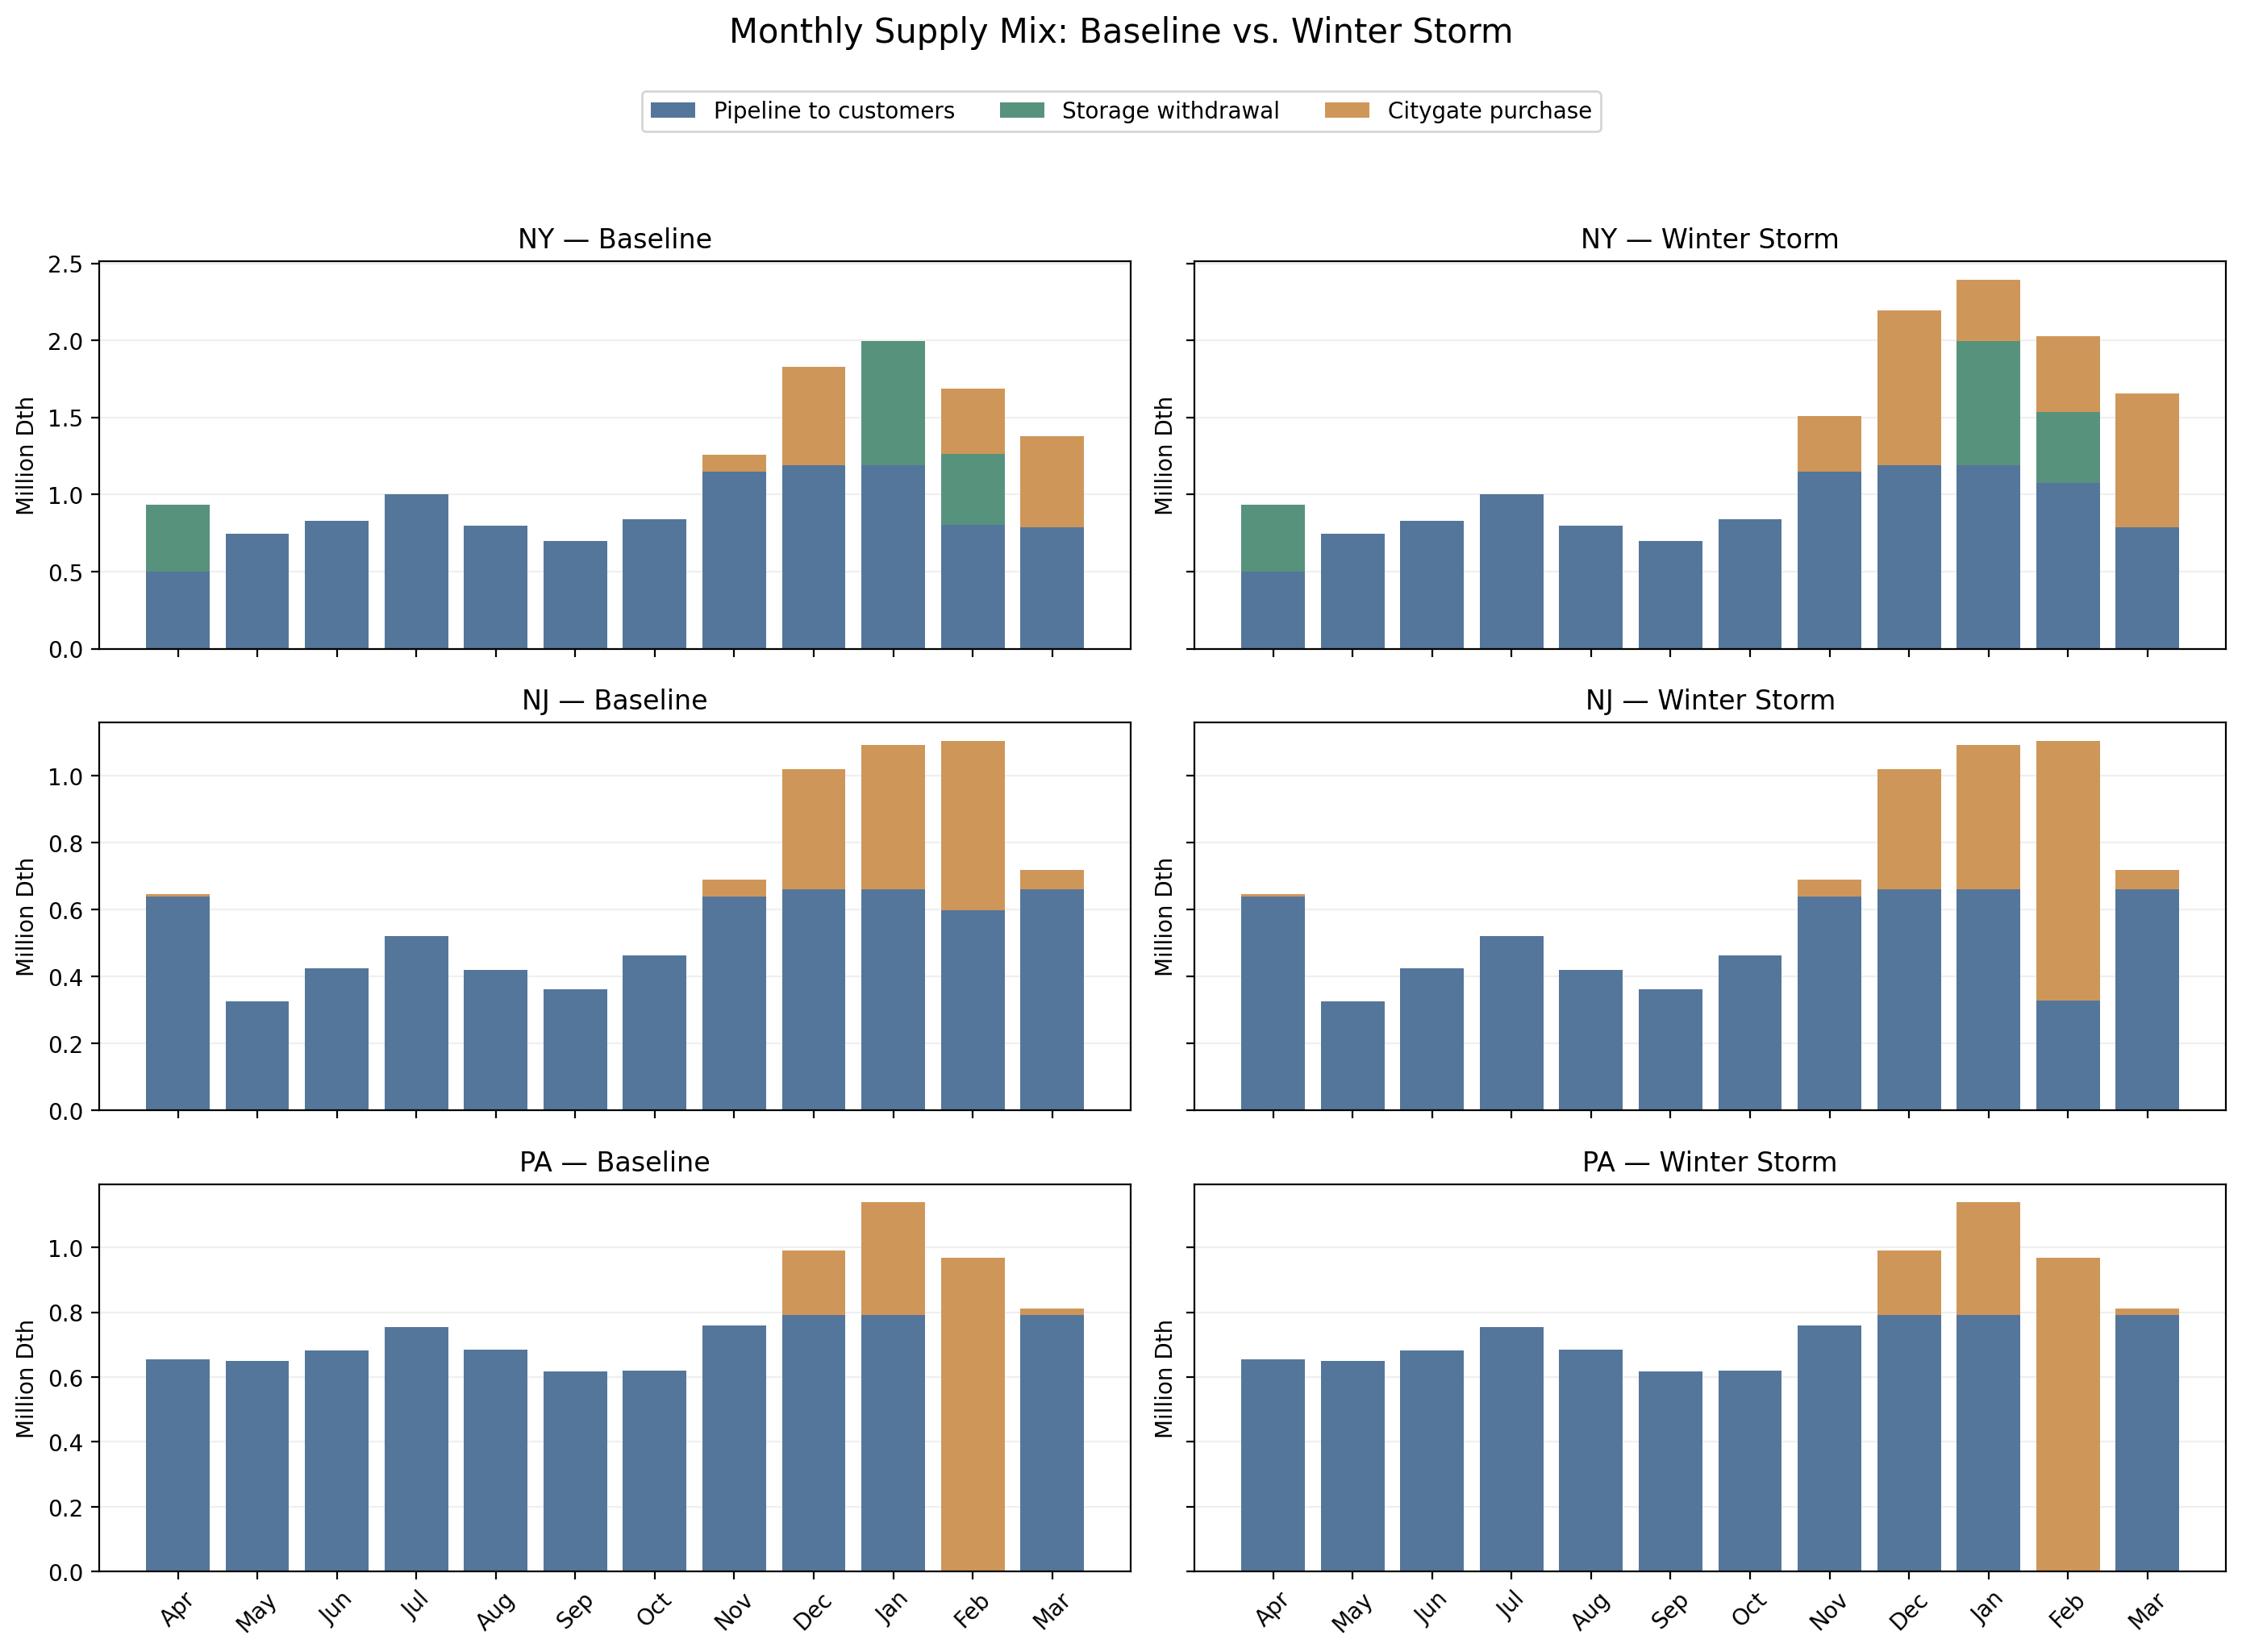 Monthly Supply Mix: Baseline vs. Winter Storm
Pipeline to customers Storage withdrawal Citygate purchase
NY — Baseline
2.5
2.0
1.5
1.0
0.5
0.0
Million Dth
NY — Winter Storm
Million Dth
NJ — Baseline
1.0
0.8
0.6
0.4
0.2
0.0
Million Dth
NJ — Winter Storm
Million Dth
PA — Baseline
1.0
0.8
0.6
0.4
0.2
0.0
Million Dth
Apr May Jun Jul Aug Sep Oct Nov Dec Jan Feb Mar
PA — Winter Storm
Million Dth
Apr May Jun Jul Aug Sep Oct Nov Dec Jan Feb Mar